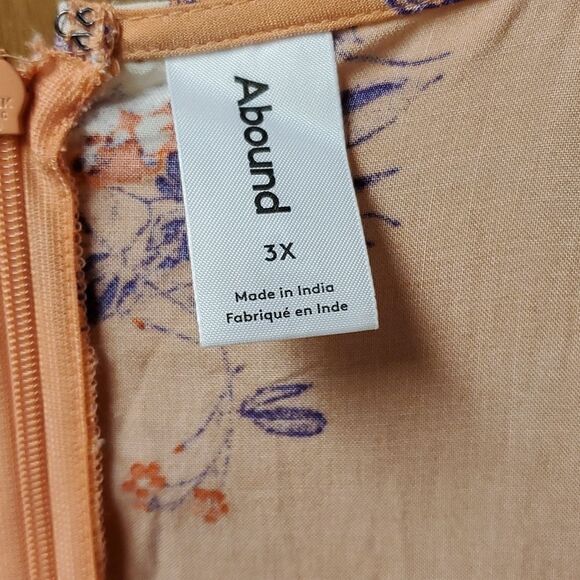 Abound
3X
Made in India
Fabriqué en Inde